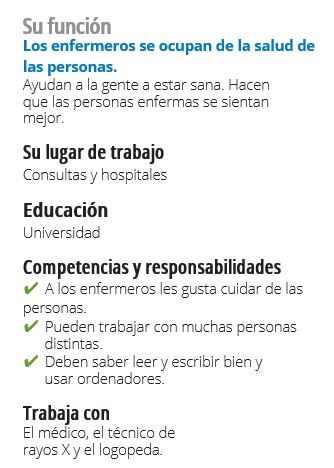 Su función
Los enfermeros se ocupan de la salud de
las personas.
Ayudan a la gente a estar sana. Hacen
que las personas enfermas se sientan
mejor.
Su lugar de trabajo
Consultas y hospitales
Educación
Universidad
Competencias y responsabilidades
✔ A los enfermeros les gusta cuidar de las
personas.
✔ Pueden trabajar con muchas personas
distintas.
✔ Deben saber leer y escribir bien y
usar ordenadores.
Trabaja con
El médico, el técnico de
rayos X y el logopeda.